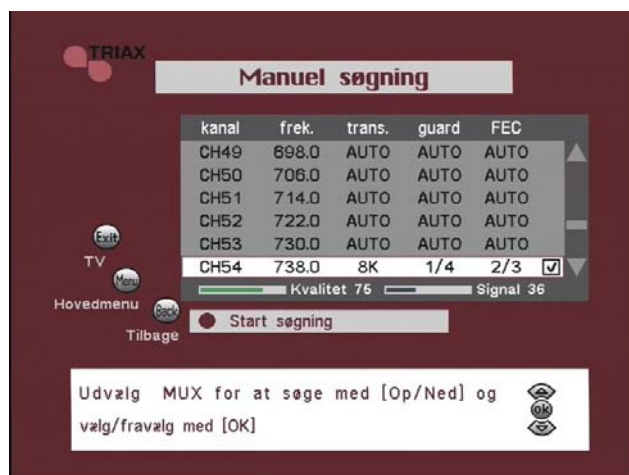 TRIAX
Manuel søgning
kanal frek. trans. guard FEC
CH49 698.0 AUTO AUTO AUTO
CH50 706.0 AUTO AUTO AUTO
CH51 714.0 AUTO AUTO AUTO
CH52 722.0 AUTO AUTO AUTO
CH53 730.0 AUTO AUTO AUTO
CH54 738.0 8K 1/4 2/3
Kvalitet 75 Signal 36
Exit
TV
Menu
Hovedmenu
Back
Tilbage
Start søgning
Udvælg MUX for at søge med [Op/Ned] og
vælg/fravælg med [OK]
ok